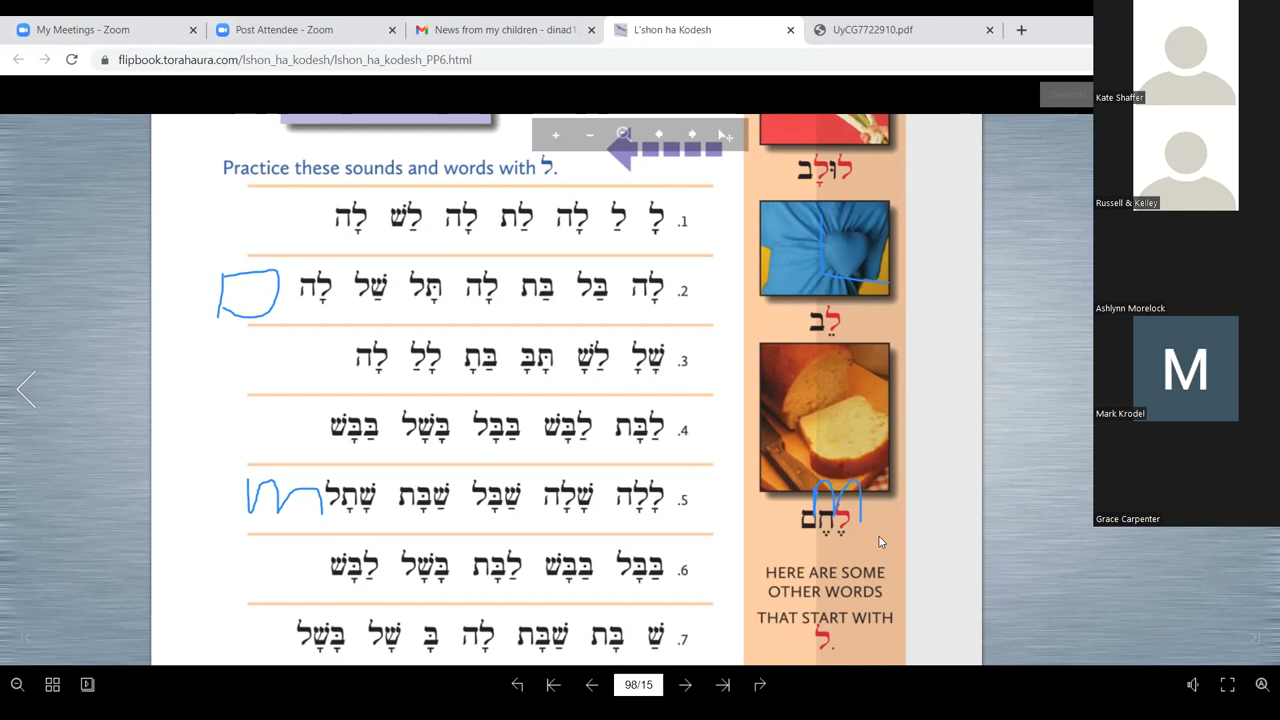 My Meetings - Zoom
Post Attendee - Zoom
News from my children - dinad1
L'shon ha Kodesh
UyCG7722910.pdf
flipbook.torahaura.com/lshon_ha_kodesh/lshon_ha_kodesh_PP6.html
Search
Practice these sounds and words with ל.
1. לָ לַ לָה לַת לָה לַשׁ לָה
2. לָה בַּל בַּת לָה תָּל שַׁל לָה
3. שָׁלָ לַשָׁ תָּבָּ בַּתָ לָלַ לָה
4. לַבָּת לַבָּשׁ בַּבָּל בָּשָׁל בַּבָּשׁ
5. לָלָה שָׁלָה שַׁבָּל שַׁבָּת שָׁתָל
6. בַּבָּל בַּבָּשׁ לַבָּת בָּשָׁל לַבָּשׁ
7. שַׁ בָּת שַׁבָּת לָה בָּ שָׁל בָּשָׁל
לוּלָב
לֵב
לֶחֶם
HERE ARE SOME
OTHER WORDS
THAT START WITH
ל.
Kate Shaffer
Russell & Kelley
Ashlynn Morelock
M
Mark Krodel
Grace Carpenter
98/15